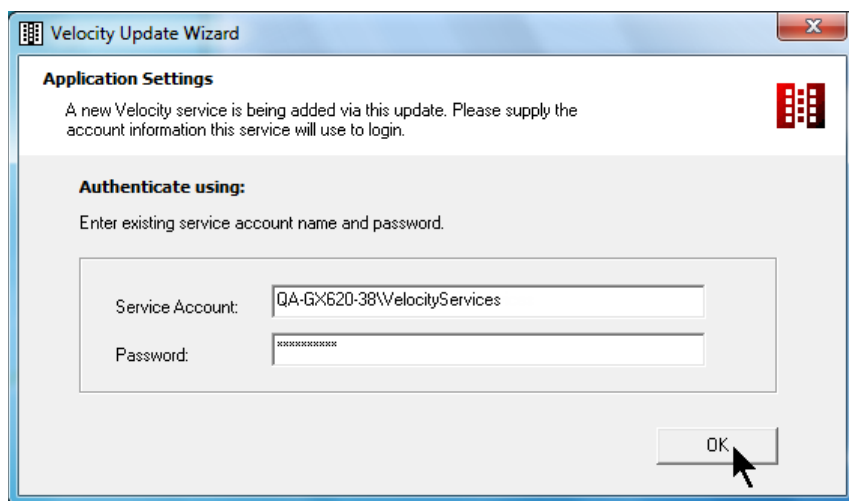 Velocity Update Wizard
Application Settings
A new Velocity service is being added via this update. Please supply the
account information this service will use to login.
Authenticate using:
Enter existing service account name and password.
Service Account: QA-GX620-38\VelocityServices
Password: **********
OK